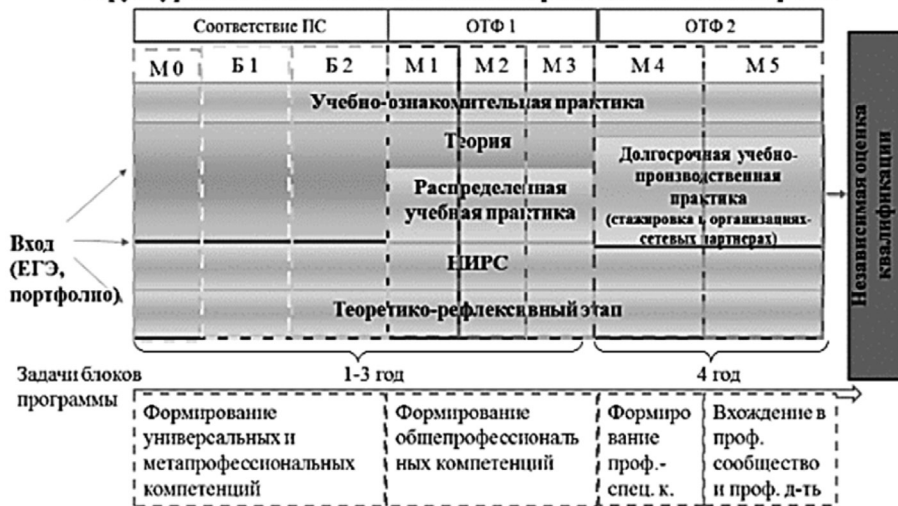 Соответствие ПС
ОТФ 1
ОТФ 2
М 0
Б 1
Б 2
М 1
М 2
М 3
М 4
М 5
Учебно-ознакомительная практика
Теория
Распределенная
учебная практика
Долгосрочная учебно-
производственная
практика
(стажировка в организациях-
сетевых партнерах)
НИРС
Теоретико-рефлексивный этап
Вход
(ЕГЭ,
портфолио)
Независимая оценка
квалификации
Задачи блоков
программы
1-3 год
4 год
Формирование
универсальных и
метапрофессиональных
компетенций
Формирование
общепрофессиональ
ных компетенций
Формиро
вание
проф.-
спец. к.
Вхождение в
проф.
сообщество
и проф. д-ть